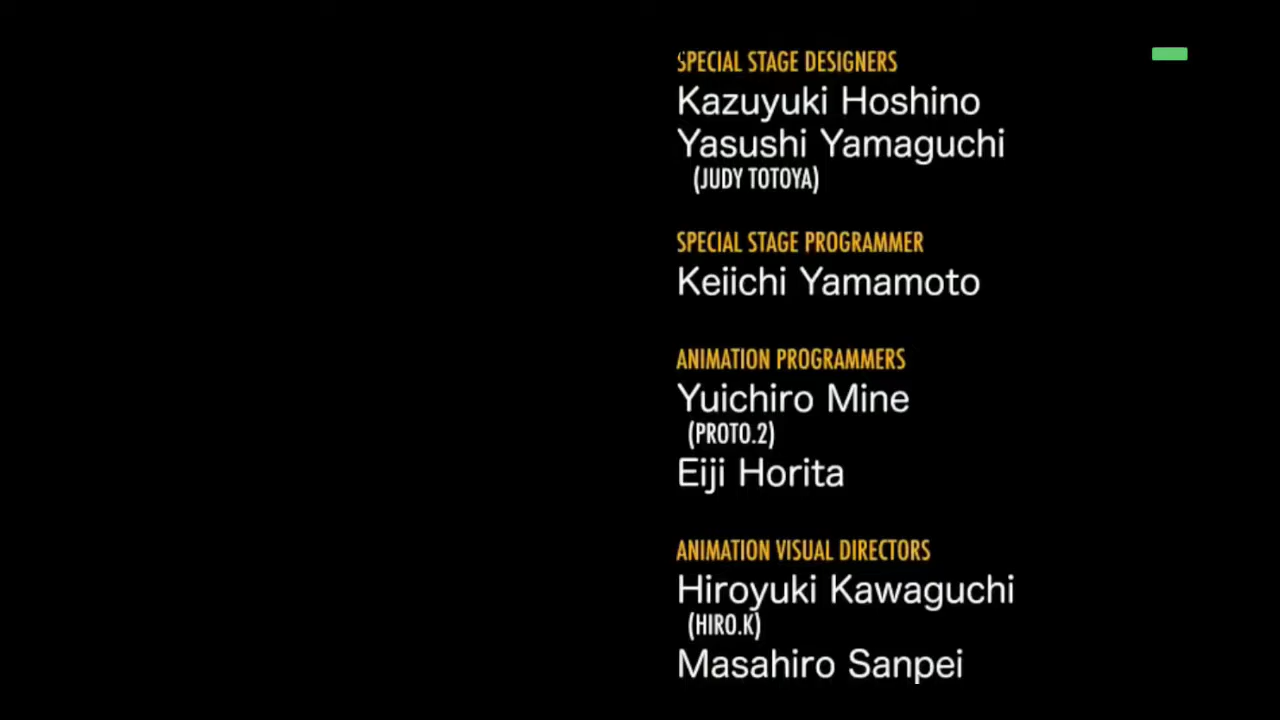 SPECIAL STAGE DESIGNERS
Kazuyuki Hoshino
Yasushi Yamaguchi
(JUDY TOTOYA)
SPECIAL STAGE PROGRAMMER
Keiichi Yamamoto
ANIMATION PROGRAMMERS
Yuichiro Mine
(PROTO.2)
Eiji Horita
ANIMATION VISUAL DIRECTORS
Hiroyuki Kawaguchi
(HIRO.K)
Masahiro Sanpei